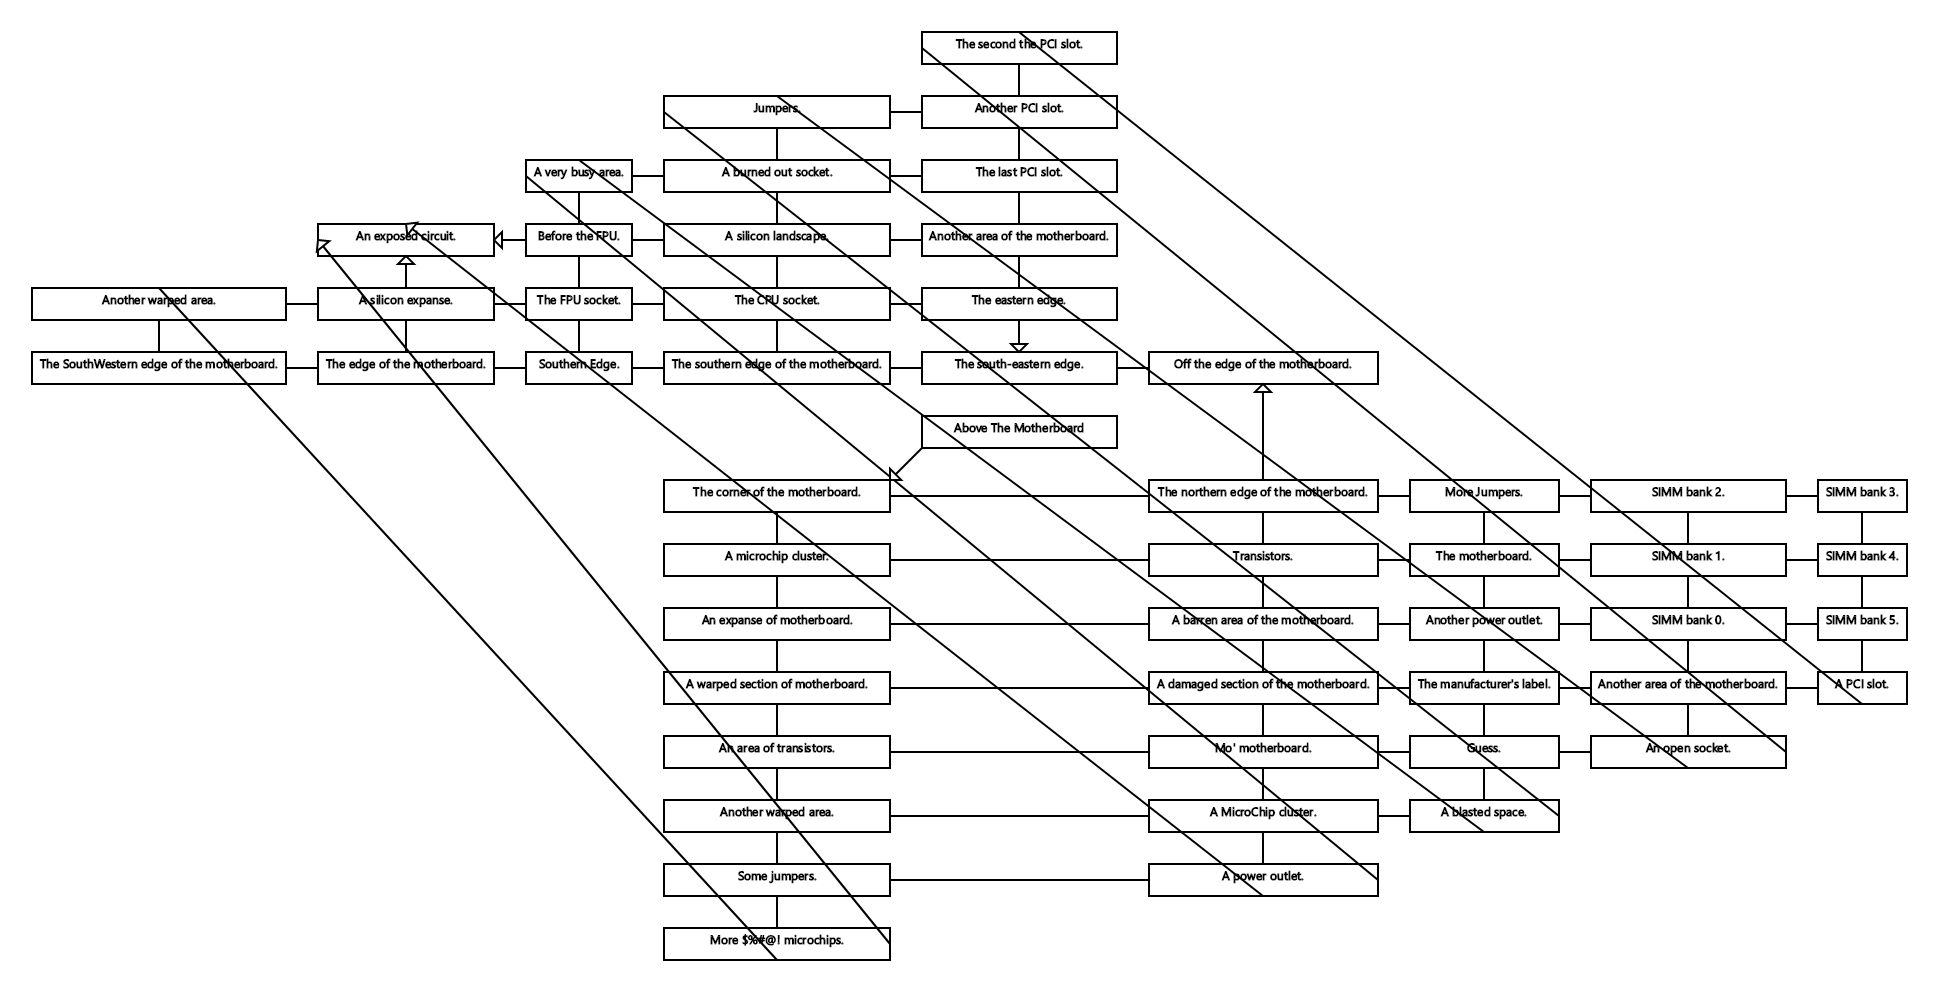 The second the PCI slot.
Jumpers.
Another PCI slot.
A very busy area.
A burned out socket.
The last PCI slot.
An exposed circuit.
Before the FPU.
A silicon landscape.
Another area of the motherboard.
Another warped area.
A silicon expanse.
The FPU socket.
The CPU socket.
The eastern edge.
The SouthWestern edge of the motherboard.
The edge of the motherboard.
Southern Edge.
The southern edge of the motherboard.
The south-eastern edge.
Off the edge of the motherboard.
Above The Motherboard
The corner of the motherboard.
The northern edge of the motherboard.
More Jumpers.
SIMM bank 2.
SIMM bank 3.
A microchip cluster.
Transistors.
The motherboard.
SIMM bank 1.
SIMM bank 4.
An expanse of motherboard.
A barren area of the motherboard.
Another power outlet.
SIMM bank 0.
SIMM bank 5.
A warped section of motherboard.
A damaged section of the motherboard.
The manufacturer's label.
Another area of the motherboard.
A PCI slot.
An area of transistors.
Mo' motherboard.
Guess.
An open socket.
Another warped area.
A MicroChip cluster.
A blasted space.
Some jumpers.
A power outlet.
More $%#@! microchips.